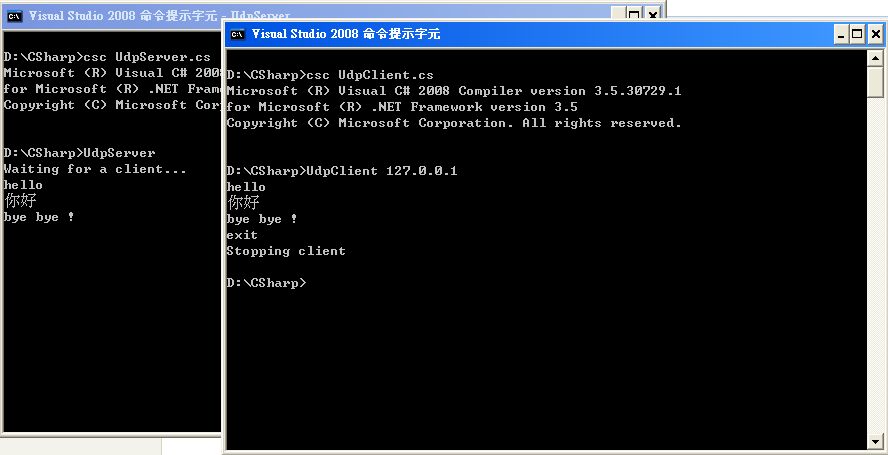 Visual Studio 2008 命令提示字元 - UdpServer
D:\CSharp>csc UdpServer.cs
Microsoft (R) Visual C# 2008
for Microsoft (R) .NET Fram
Copyright (C) Microsoft Cor
D:\CSharp>UdpServer
Waiting for a client...
hello
你好
bye bye !
Visual Studio 2008 命令提示字元
D:\CSharp>csc UdpClient.cs
Microsoft (R) Visual C# 2008 Compiler version 3.5.30729.1
for Microsoft (R) .NET Framework version 3.5
Copyright (C) Microsoft Corporation. All rights reserved.
D:\CSharp>UdpClient 127.0.0.1
hello
你好
bye bye !
exit
Stopping client
D:\CSharp>